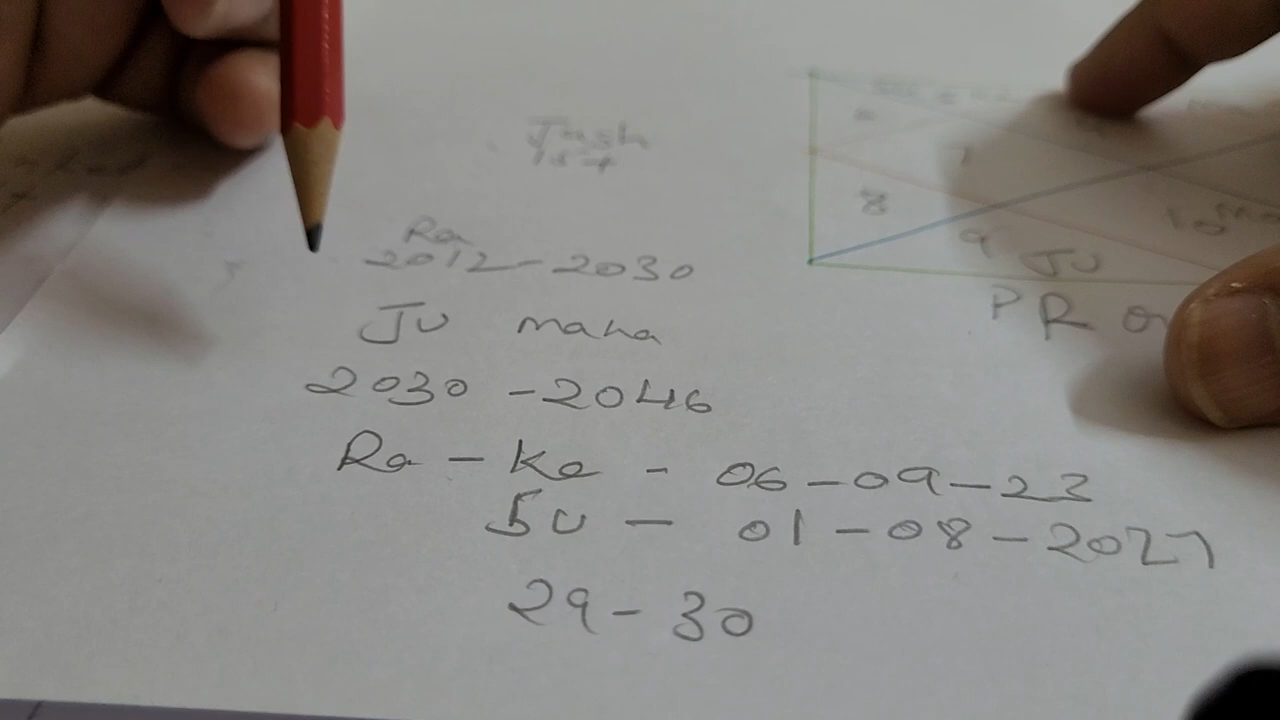 Ra
2012-2030
JU maha
2030-2046
Ra - Ke - 06-09-23
SU - 01-08-2027
29-30
8
9 JU
PR